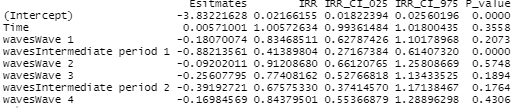 Esitmates IRR IRR_CI_025 IRR_CI_975 P_value
(Intercept) -3.83221628 0.02166155 0.01822394 0.02560196 0.0000
Time 0.00571001 1.00572634 0.99361484 1.01800435 0.3558
wavesWave 1 -0.18070074 0.83468511 0.62787426 1.10178968 0.2073
wavesIntermediate period 1 -0.88213561 0.41389804 0.27167384 0.61407320 0.0000
wavesWave 2 -0.09202011 0.91208680 0.66120765 1.25808669 0.5748
wavesWave 3 -0.25607795 0.77408162 0.52766818 1.13433525 0.1894
wavesIntermediate period 2 -0.39192721 0.67575330 0.37414570 1.17138467 0.1764
wavesWave 4 -0.16984569 0.84379501 0.55366879 1.28896298 0.4306